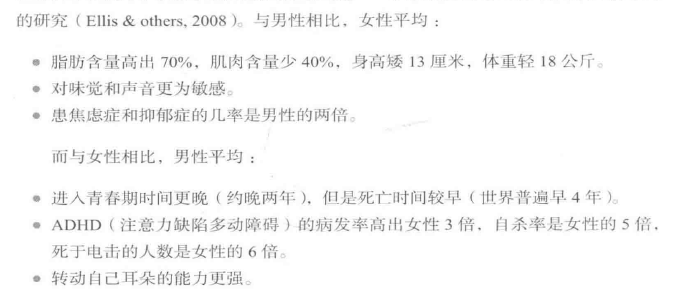 的研究（Ellis & others, 2008）。与男性相比，女性平均：
● 脂肪含量高出 70%，肌肉含量少 40%，身高矮 13 厘米，体重轻 18 公斤。
● 对味觉和声音更为敏感。
● 患焦虑症和抑郁症的几率是男性的两倍。
而与女性相比，男性平均：
● 进入青春期时间更晚（约晚两年），但是死亡时间较早（世界普遍早 4 年）。
● ADHD（注意力缺陷多动障碍）的病发率高出女性 3 倍，自杀率是女性的 5 倍，
死于电击的人数是女性的 6 倍。
● 转动自己耳朵的能力更强。